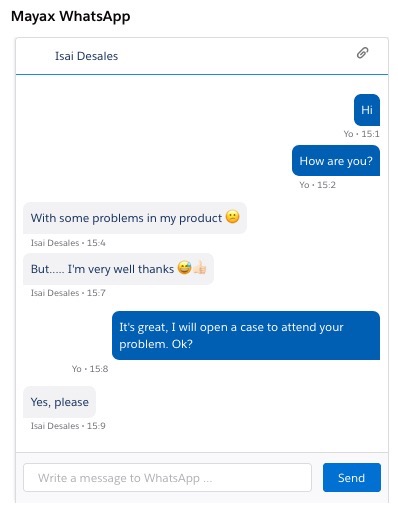 Mayax WhatsApp
Isai Desales
Hi
Yo • 15:1
How are you?
Yo • 15:2
With some problems in my product 😕
Isai Desales • 15:4
But..... I'm very well thanks 😅👍🏻
Isai Desales • 15:7
It's great, I will open a case to attend your
problem. Ok?
Yo • 15:8
Yes, please
Isai Desales • 15:9
Write a message to WhatsApp ...
Send